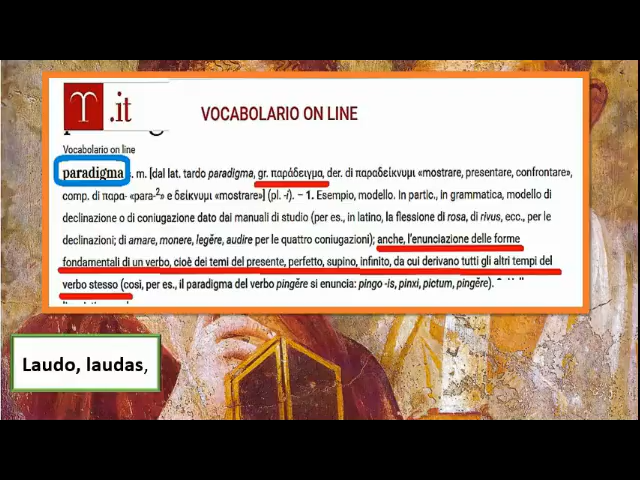 .it
VOCABOLARIO ON LINE
Vocabolario on line
paradigma s. m. [dal lat. tardo paradigma, gr. παράδειγμα, der. di παραδείκνυμι «mostrare, presentare, confrontare»,
comp. di παρα- «para-²» e δείκνυμι «mostrare»] (pl. -i). – 1. Esempio, modello. In partic., in grammatica, modello di
declinazione o di coniugazione dato dai manuali di studio (per es., in latino, la flessione di rosa, di rivus, ecc., per le
declinazioni; di amare, monere, legĕre, audire per le quattro coniugazioni); anche, l'enunciazione delle forme
fondamentali di un verbo, cioè dei temi del presente, perfetto, supino, infinito, da cui derivano tutti gli altri tempi del
verbo stesso (così, per es., il paradigma del verbo pingĕre si enuncia: pingo -is, pinxi, pictum, pingĕre).
Laudo, laudas,